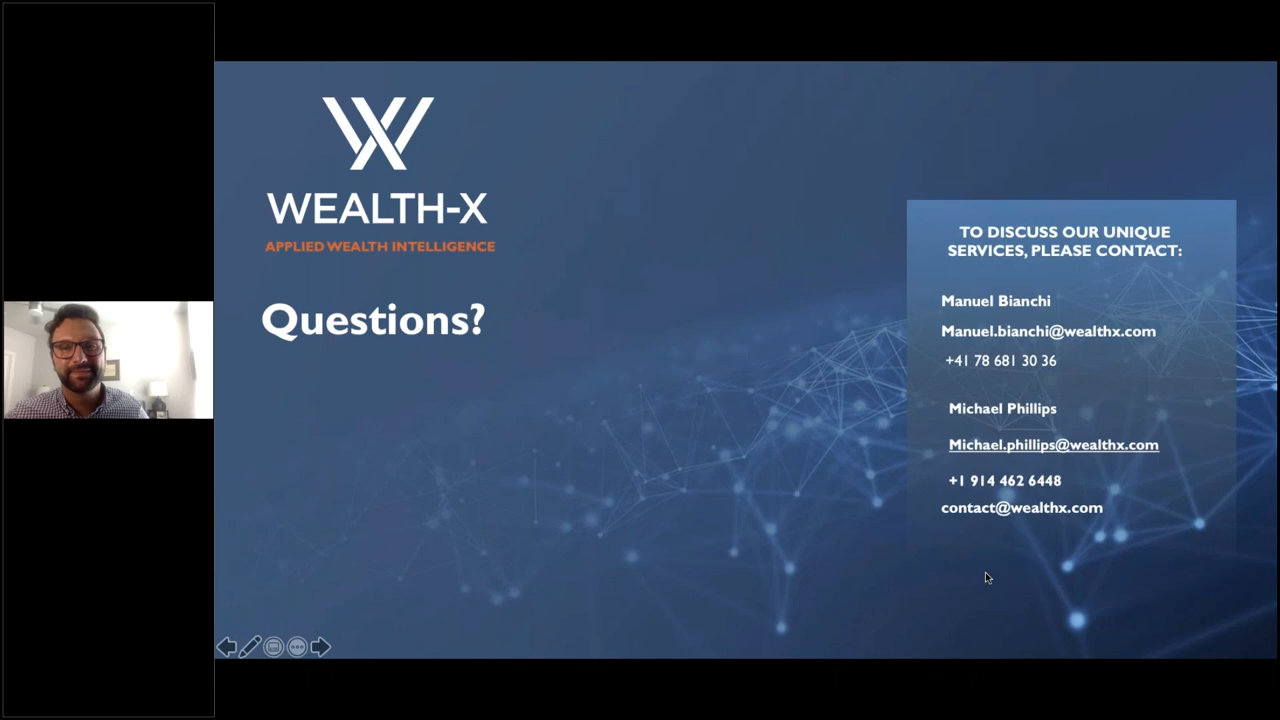 WEALTH-X
APPLIED WEALTH INTELLIGENCE
Questions?
TO DISCUSS OUR UNIQUE
SERVICES, PLEASE CONTACT:
Manuel Bianchi
Manuel.bianchi@wealthx.com
+41 78 681 30 36
Michael Phillips
Michael.phillips@wealthx.com
+1 914 462 6448
contact@wealthx.com